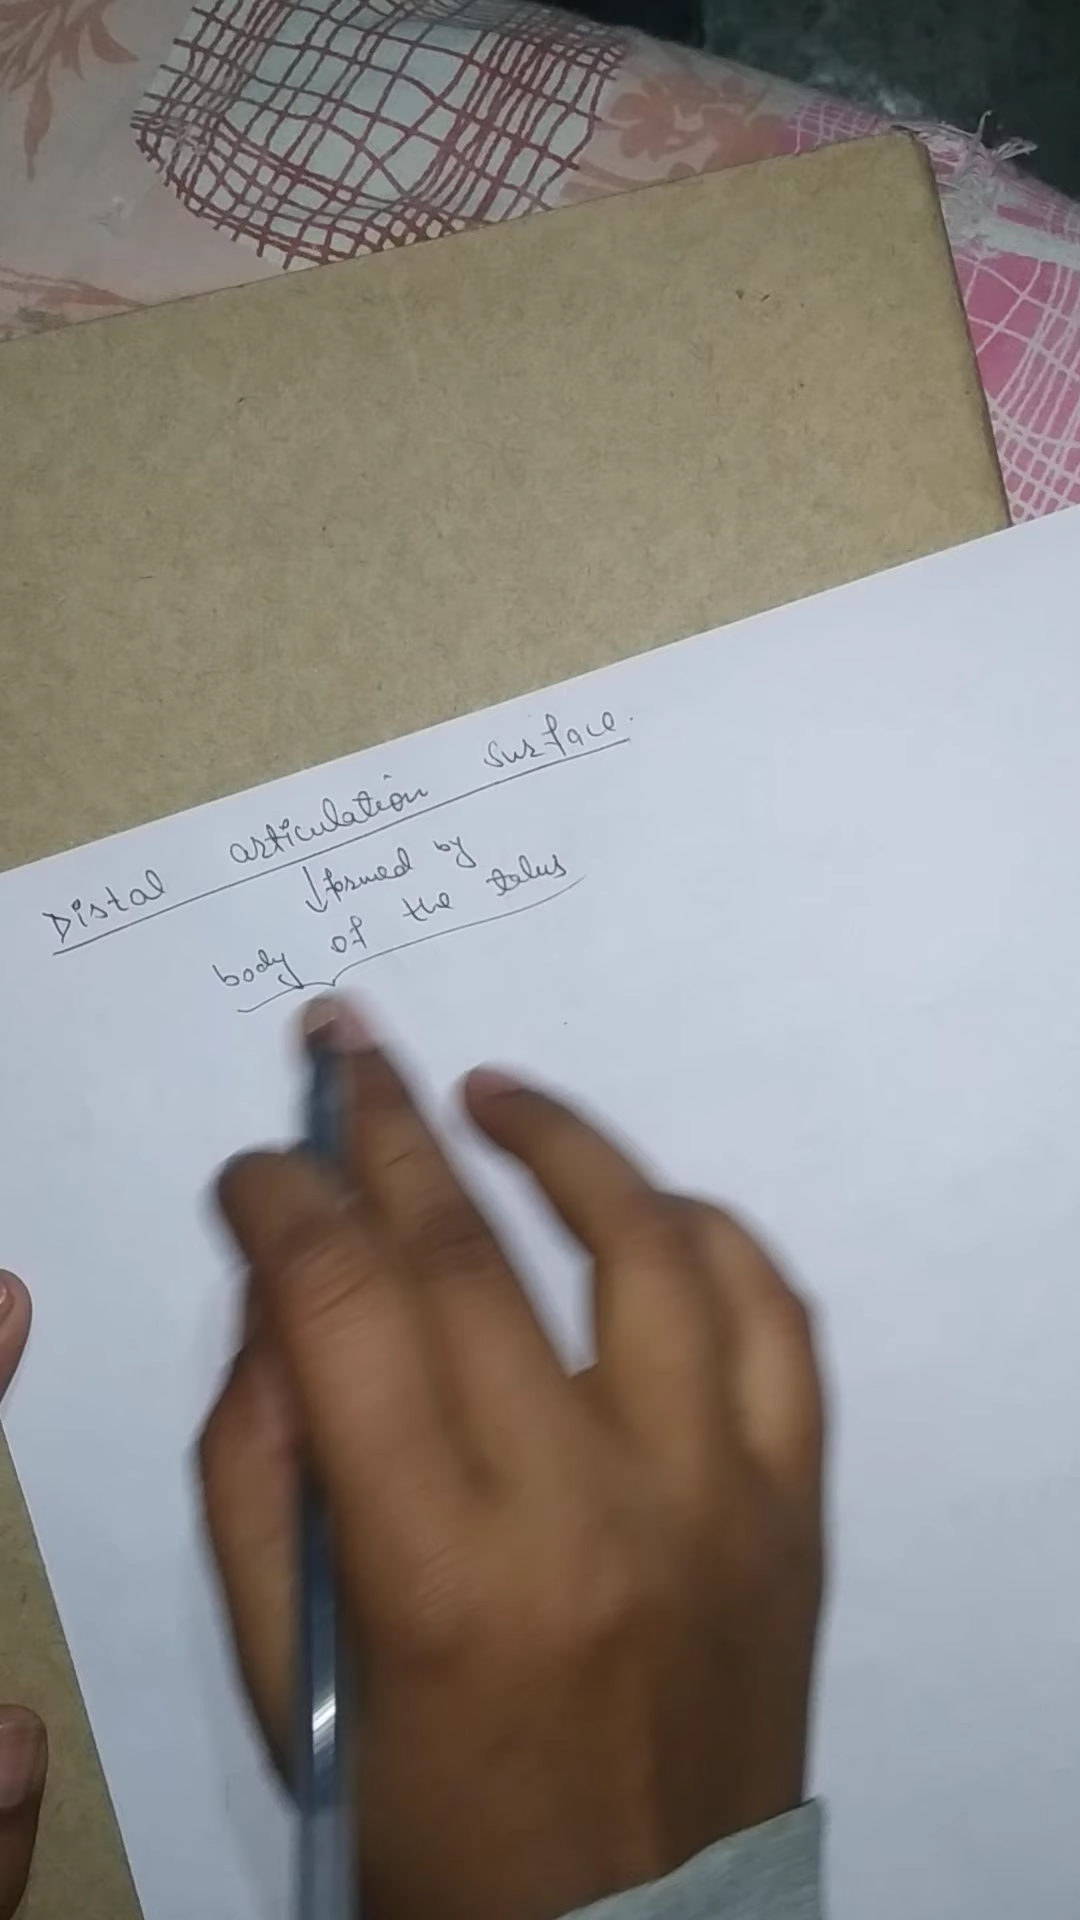 Distal articulation surface.
↓ formed by
body of the talus